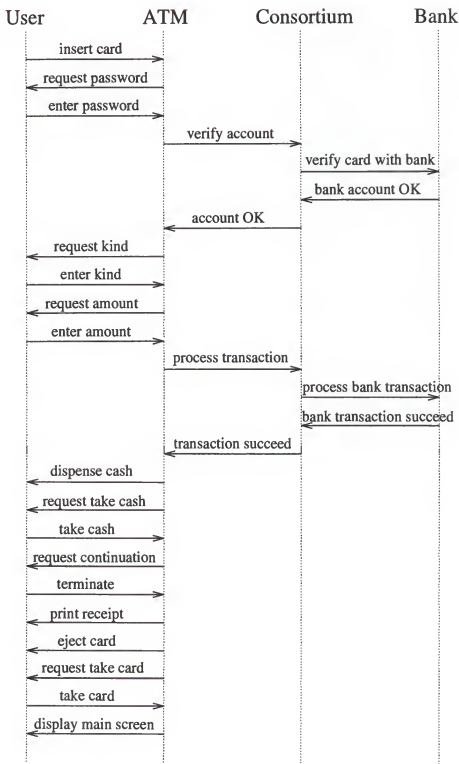 User ATM Consortium Bank
insert card
request password
enter password
verify account
verify card with bank
bank account OK
account OK
request kind
enter kind
request amount
enter amount
process transaction
process bank transaction
bank transaction succeed
transaction succeed
dispense cash
request take cash
take cash
request continuation
terminate
print receipt
eject card
request take card
take card
display main screen